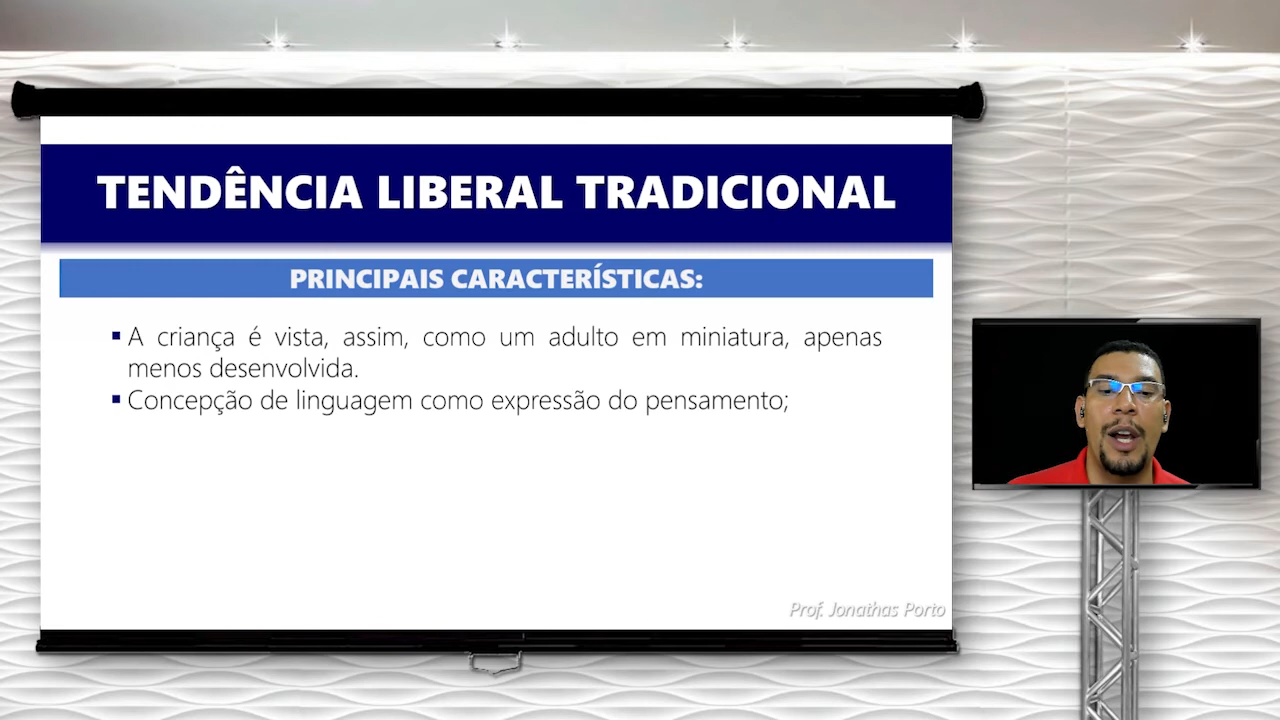 TENDÊNCIA LIBERAL TRADICIONAL
PRINCIPAIS CARACTERÍSTICAS:
▪ A criança é vista, assim, como um adulto em miniatura, apenas
menos desenvolvida.
▪ Concepção de linguagem como expressão do pensamento;
Prof. Jonathas Porto